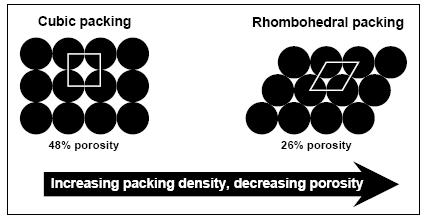 Cubic packing
Rhombohedral packing
48% porosity
26% porosity
Increasing packing density, decreasing porosity